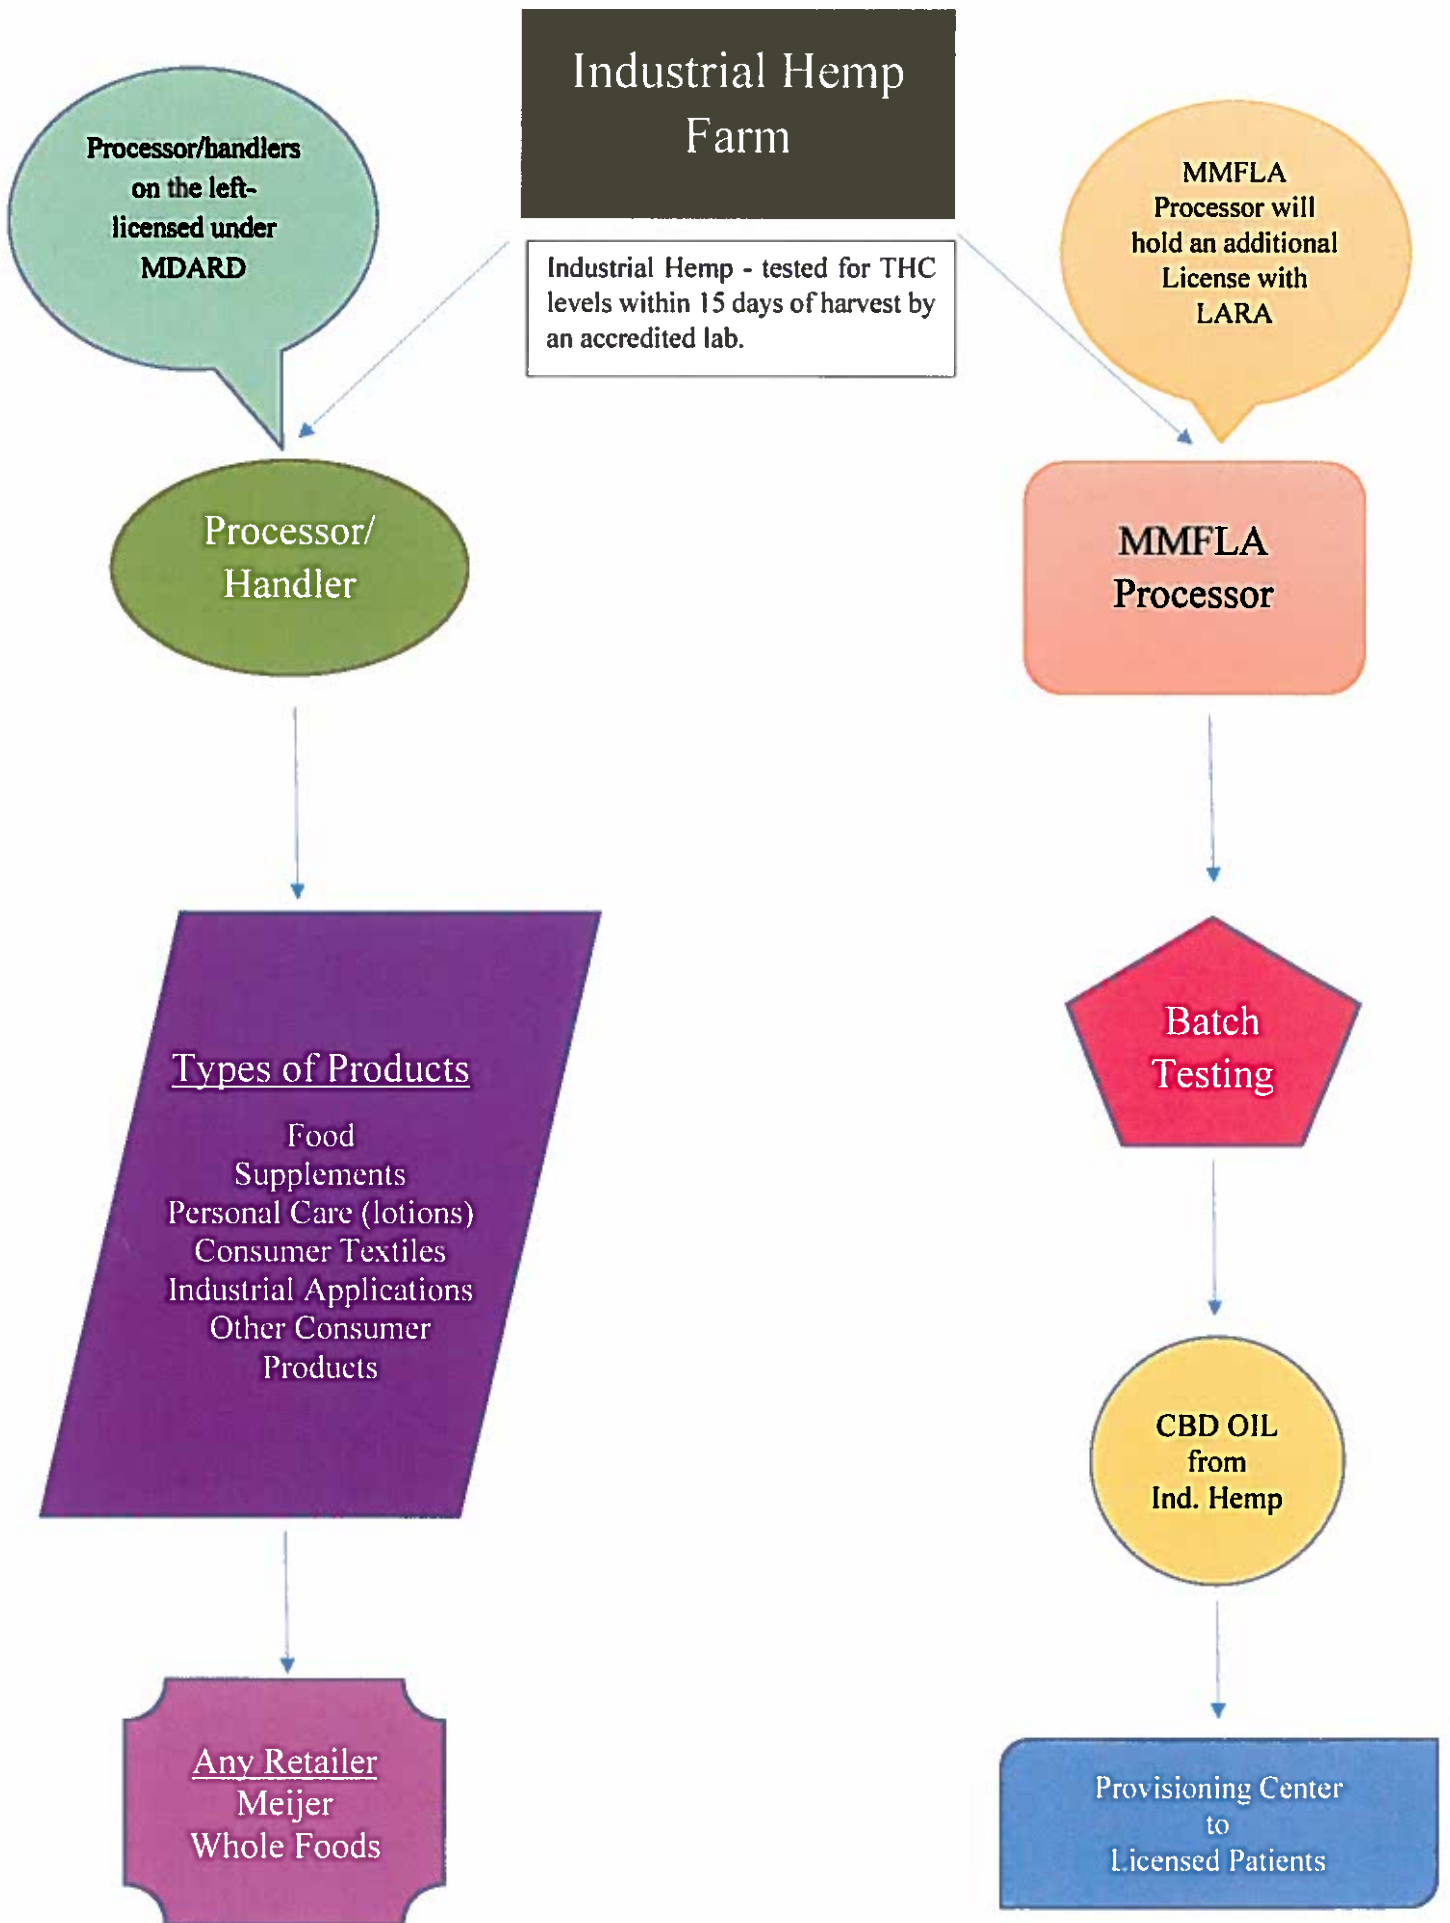 Industrial Hemp
Farm
Processor/handlers
on the left-
licensed under
MDARD
MMFLA
Processor will
hold an additional
License with
LARA
Industrial Hemp - tested for THC
levels within 15 days of harvest by
an accredited lab.
Processor/
Handler
MMFLA
Processor
Types of Products
Food
Supplements
Personal Care (lotions)
Consumer Textiles
Industrial Applications
Other Consumer
Products
Batch
Testing
CBD OIL
from
Ind. Hemp
Any Retailer
Meijer
Whole Foods
Provisioning Center
to
Licensed Patients